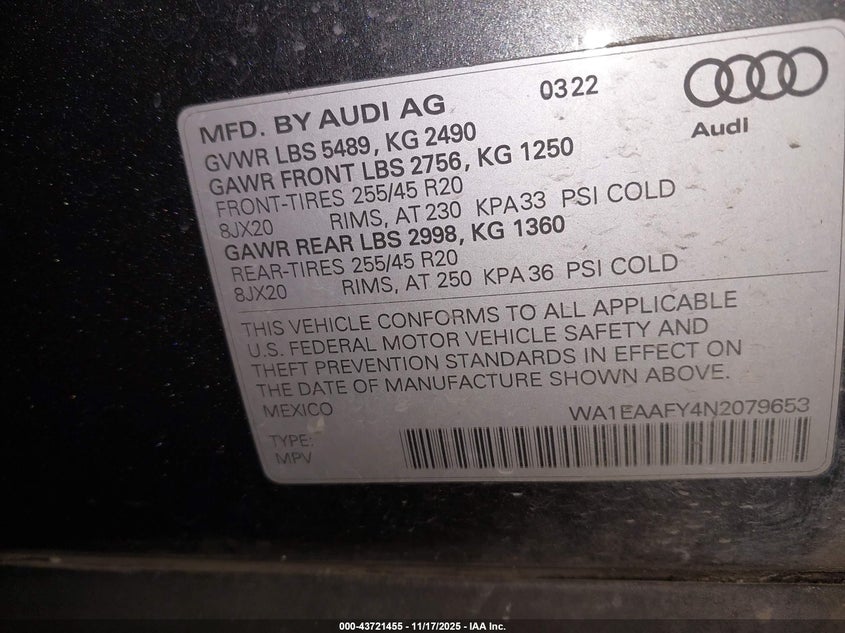 MFD. BY AUDI AG 0322
Audi
GVWR LBS 5489, KG 2490
GAWR FRONT LBS 2756, KG 1250
FRONT-TIRES 255/45 R20
8JX20 RIMS, AT 230 KPA33 PSI COLD
GAWR REAR LBS 2998, KG 1360
REAR-TIRES 255/45 R20
8JX20 RIMS, AT 250 KPA36 PSI COLD
THIS VEHICLE CONFORMS TO ALL APPLICABLE
U.S. FEDERAL MOTOR VEHICLE SAFETY AND
THEFT PREVENTION STANDARDS IN EFFECT ON
THE DATE OF MANUFACTURE SHOWN ABOVE.
MEXICO WA1EAAFY4N2079653
TYPE:
MPV
000-43721455 - 11/17/2025 - IAA Inc.